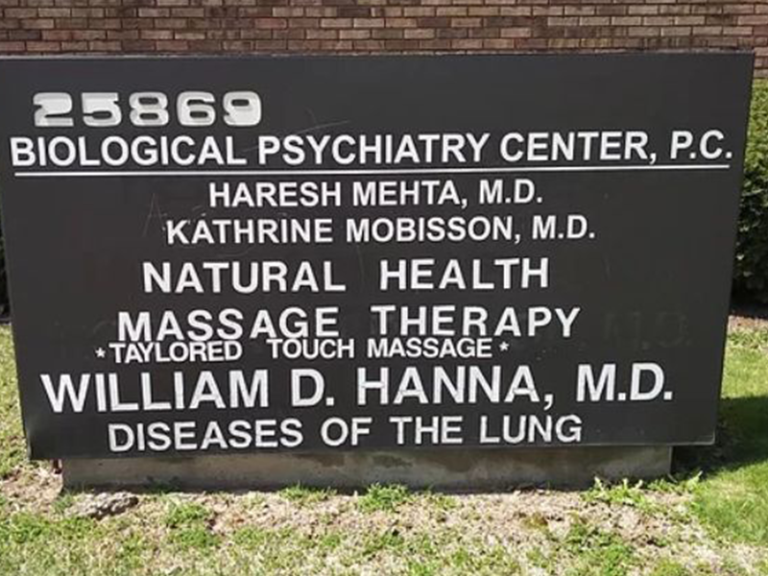 25869
BIOLOGICAL PSYCHIATRY CENTER, P.C.
HARESH MEHTA, M.D.
KATHRINE MOBISSON, M.D.
NATURAL HEALTH
MASSAGE THERAPY
*TAYLORED TOUCH MASSAGE*
WILLIAM D. HANNA, M.D.
DISEASES OF THE LUNG